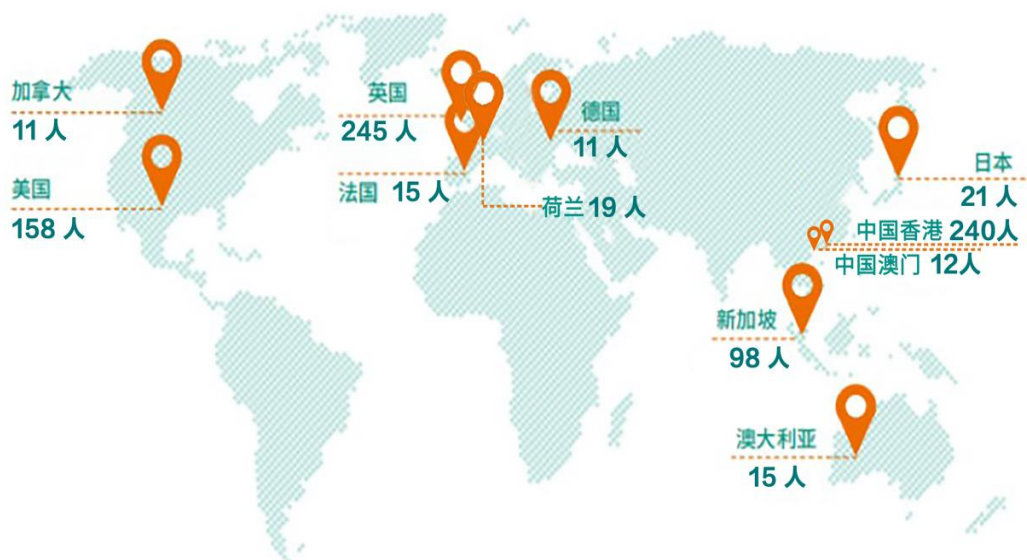 加拿大
11 人
美国
158 人
英国
245 人
法国 15 人
荷兰 19 人
德国
11 人
日本
21 人
中国香港 240人
中国澳门 12人
新加坡
98 人
澳大利亚
15 人